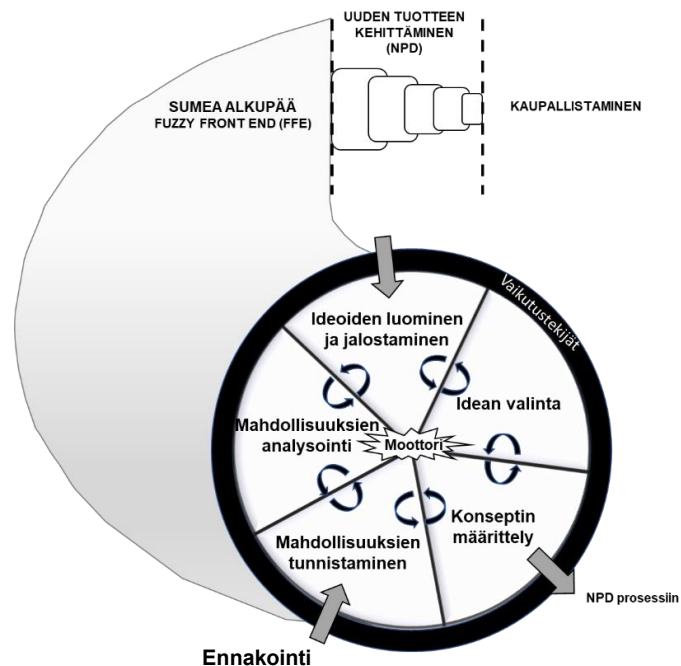 UUDEN TUOTTEEN
KEHITTÄMINEN
(NPD)
SUMEA ALKUPÄÄ
FUZZY FRONT END (FFE)
KAUPALLISTAMINEN
Vaikutustekijät
Ideoiden luominen
ja jalostaminen
Idean valinta
Mahdollisuuksien
analysointi
Moottori
Konseptin
määrittely
Mahdollisuuksien
tunnistaminen
NPD prosessiin
Ennakointi